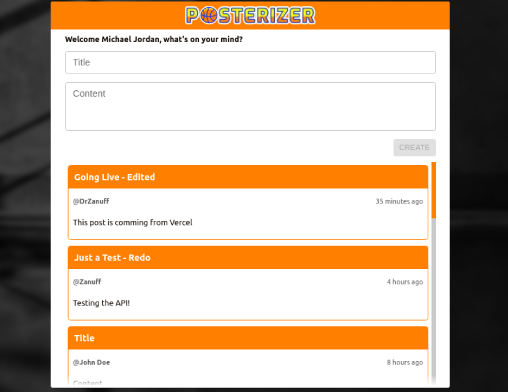 POSTERIZER
Welcome Michael Jordan, what's on your mind?
Title
Content
CREATE
Going Live - Edited
@DrZanuff
35 minutes ago
This post is comming from Vercel
Just a Test - Redo
@Zanuff
4 hours ago
Testing the API!!
Title
@John Doe
8 hours ago
Content